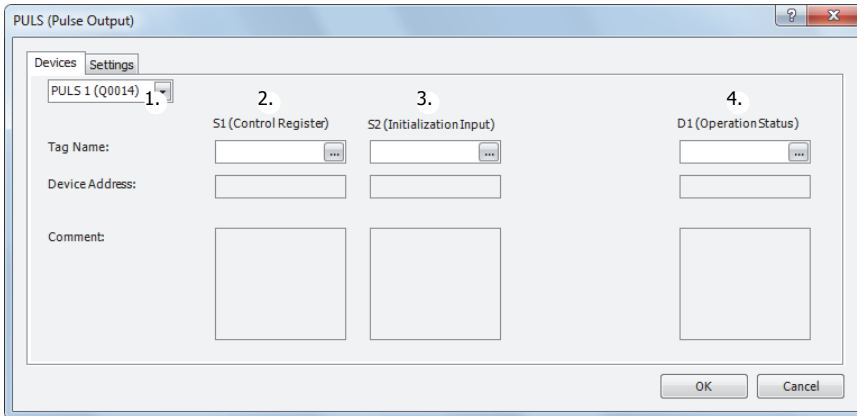 PULS (Pulse Output)
Devices Settings
PULS 1 (Q0014)
1. 2. 3. 4.
S1 (Control Register) S2 (Initialization Input) D1 (Operation Status)
Tag Name: ... ... ...
Device Address:
Comment:
OK Cancel